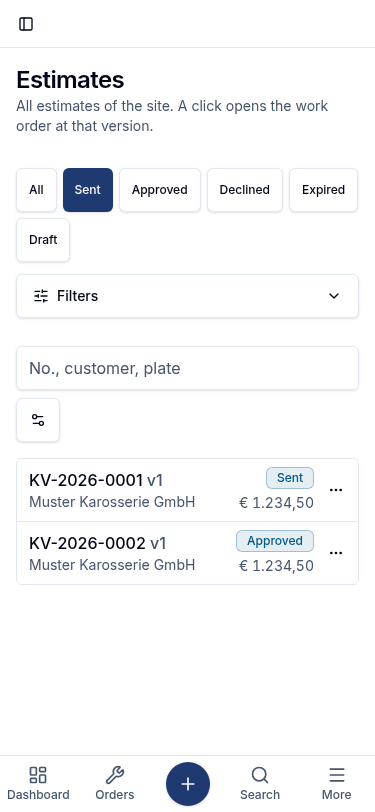 Estimates
All estimates of the site. A click opens the work
order at that version.
All
Sent
Approved
Declined
Expired
Draft
Filters
No., customer, plate
KV-2026-0001 v1
Sent
Muster Karosserie GmbH
€ 1.234,50
KV-2026-0002 v1
Approved
Muster Karosserie GmbH
€ 1.234,50
Dashboard
Orders
Search
More